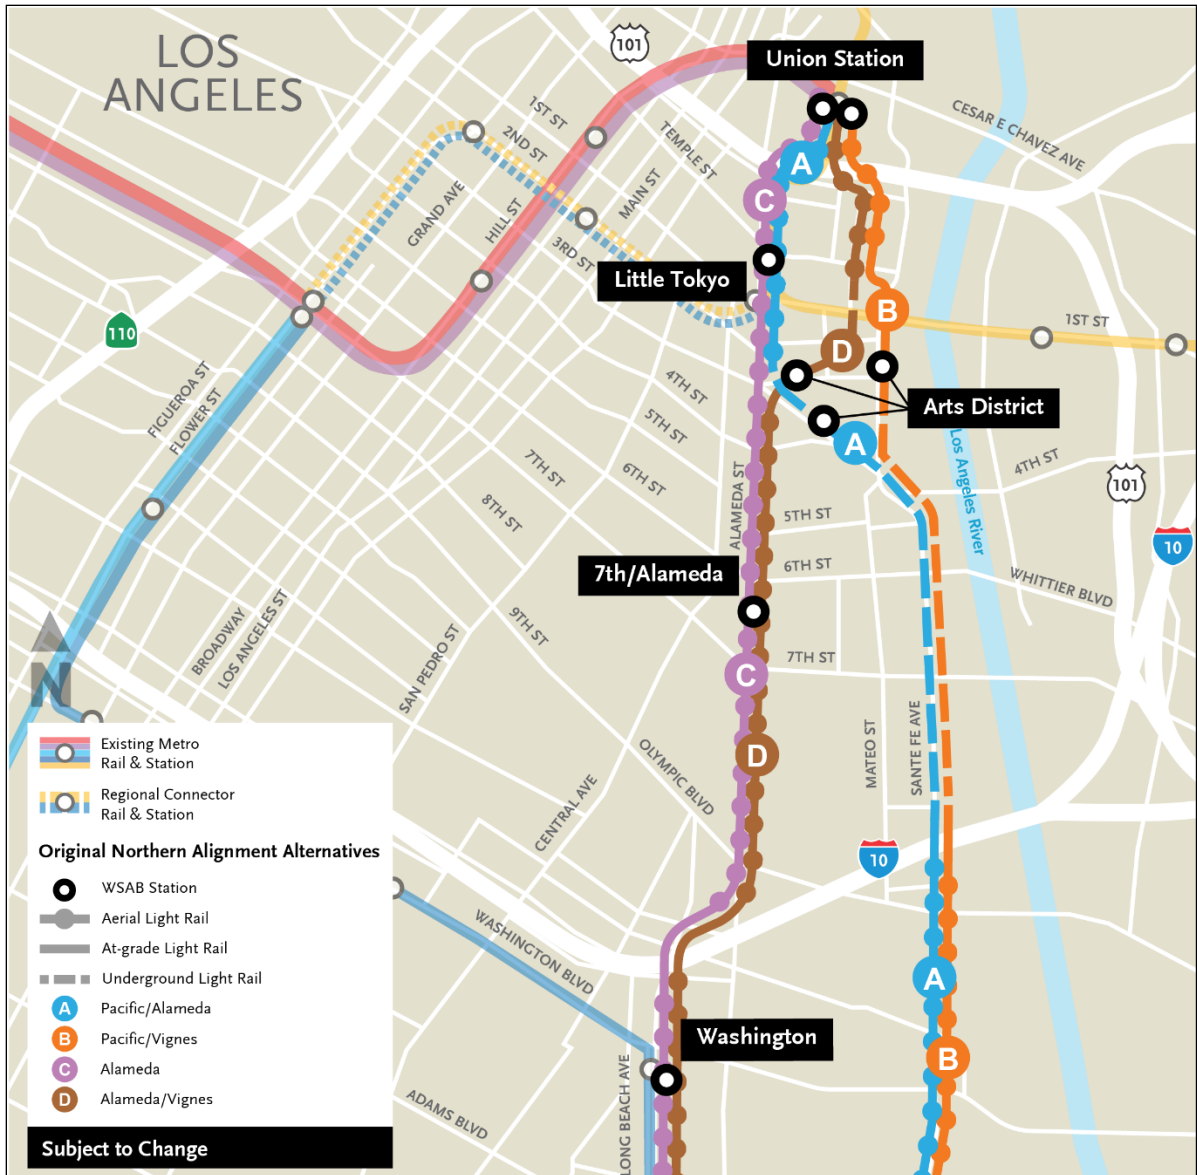 LOS
ANGELES
101
Union Station
CESAR E CHAVEZ AVE
1ST ST
2ND ST
TEMPLE ST
MAIN ST
GRAND AVE
HILL ST
3RD ST
A
C
Little Tokyo
B
1ST ST
110
D
FIGUEROA ST
FLOWER ST
4TH ST
Arts District
5TH ST
A
Los Angeles River
4TH ST
101
7TH ST
6TH ST
ALAMEDA ST
8TH ST
5TH ST
10
7th/Alameda
6TH ST
WHITTIER BLVD
BROADWAY
LOS ANGELES ST
9TH ST
SAN PEDRO ST
7TH ST
C
N
MATEO ST
SANTE FE AVE
OLYMPIC BLVD
D
CENTRAL AVE
10
WASHINGTON BLVD
A
Washington
B
LONG BEACH AVE
ADAMS BLVD
Existing Metro
Rail & Station
Regional Connector
Rail & Station
Original Northern Alignment Alternatives
WSAB Station
Aerial Light Rail
At-grade Light Rail
Underground Light Rail
A Pacific/Alameda
B Pacific/Vignes
C Alameda
D Alameda/Vignes
Subject to Change